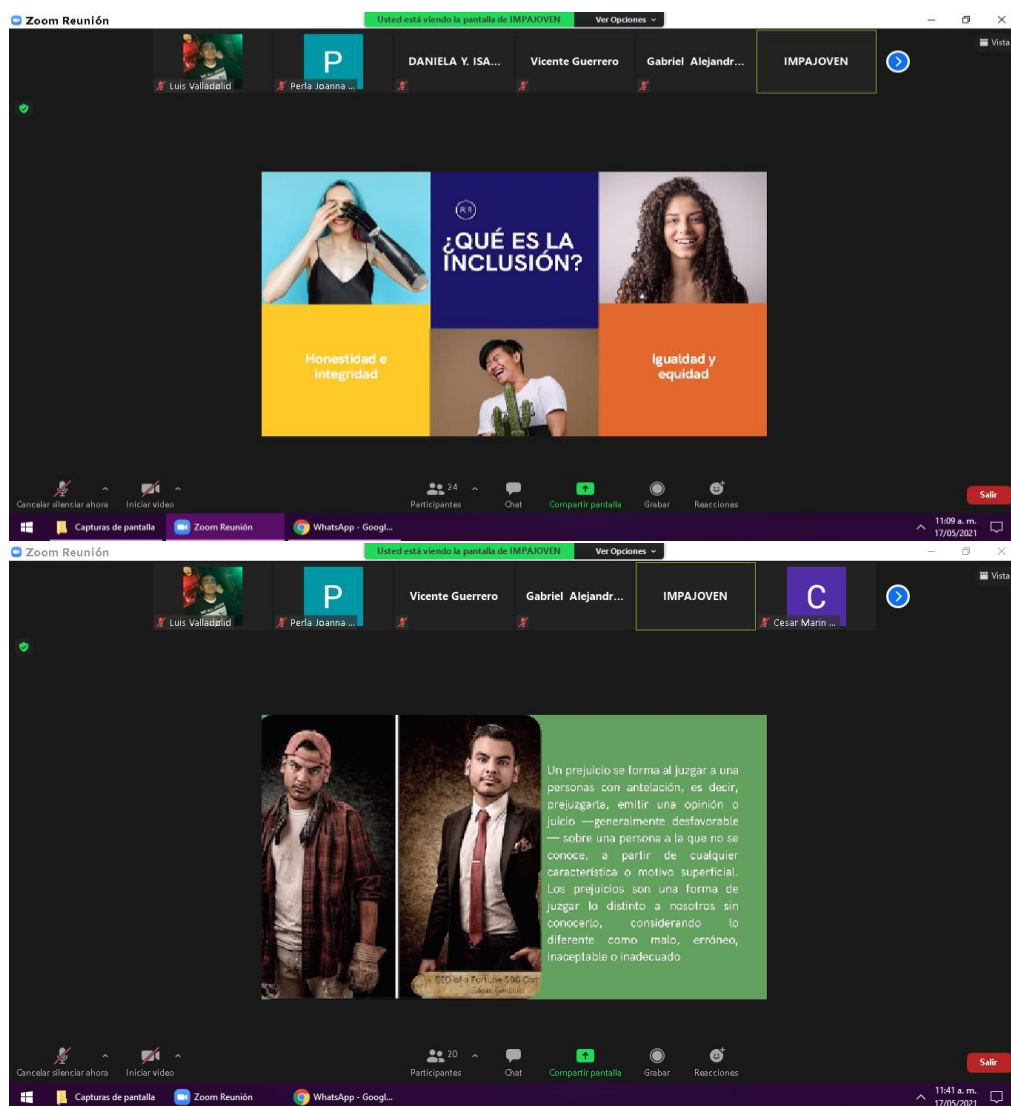 Zoom Reunión
Usted está viendo la pantalla de IMPAJOVEN
Ver Opciones
Vista
P
DANIELA Y. ISA...
Vicente Guerrero
Gabriel Alejandr...
IMPAJOVEN
Luis Valladolid
Perla Joanna ...
¿QUÉ ES LA
INCLUSIÓN?
Honestidad e
integridad
Igualdad y
equidad
Cancelar silenciar ahora
Iniciar video
24
Participantes
Chat
Compartir pantalla
Grabar
Reacciones
Salir
Capturas de pantalla
Zoom Reunión
WhatsApp - Googl...
11:09 a. m.
17/05/2021
Zoom Reunión
Usted está viendo la pantalla de IMPAJOVEN
Ver Opciones
Vista
P
Vicente Guerrero
Gabriel Alejandr...
IMPAJOVEN
C
Luis Valladolid
Perla Joanna ...
Cesar Marin ...
Un prejuicio se forma al juzgar a una
personas con antelación, es decir,
prejuzgarla, emitir una opinión o
juicio —generalmente desfavorable
— sobre una persona a la que no se
conoce, a partir de cualquier
característica o motivo superficial.
Los prejuicios son una forma de
juzgar lo distinto a nosotros sin
conocerlo, considerando lo
diferente como malo, erróneo,
inaceptable o inadecuado
of a Fortune 500 Com
Cancelar silenciar ahora
Iniciar video
20
Participantes
Chat
Compartir pantalla
Grabar
Reacciones
Salir
Capturas de pantalla
Zoom Reunión
WhatsApp - Googl...
11:41 a. m.
17/05/2021